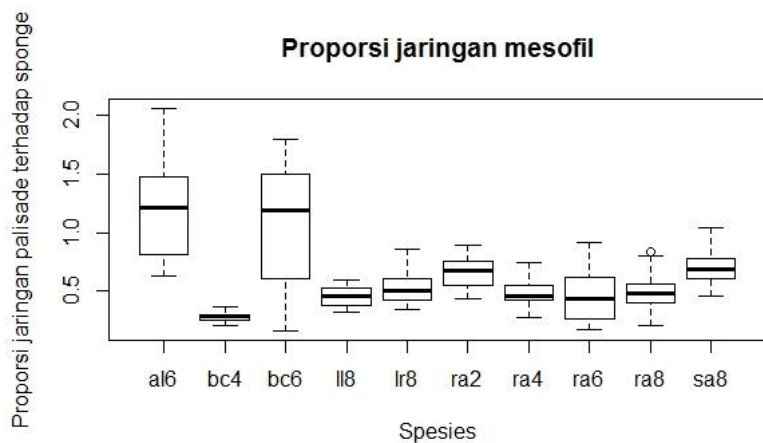 Proporsi jaringan mesofil
Proporsi jaringan palisade terhadap sponge
2.0
1.5
1.0
0.5
al6 bc4 bc6 ll8 lr8 ra2 ra4 ra6 ra8 sa8
Spesies